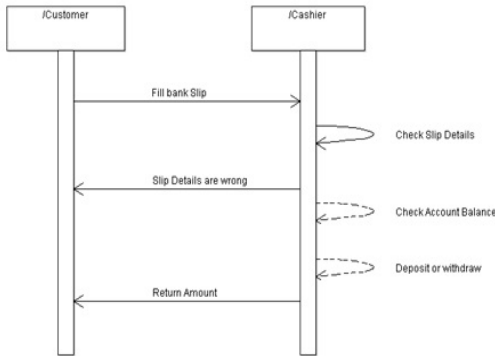 /Customer
/Cashier
Fill bank Slip
Check Slip Details
Slip Details are wrong
Check Account Balance
Deposit or withdraw
Return Amount